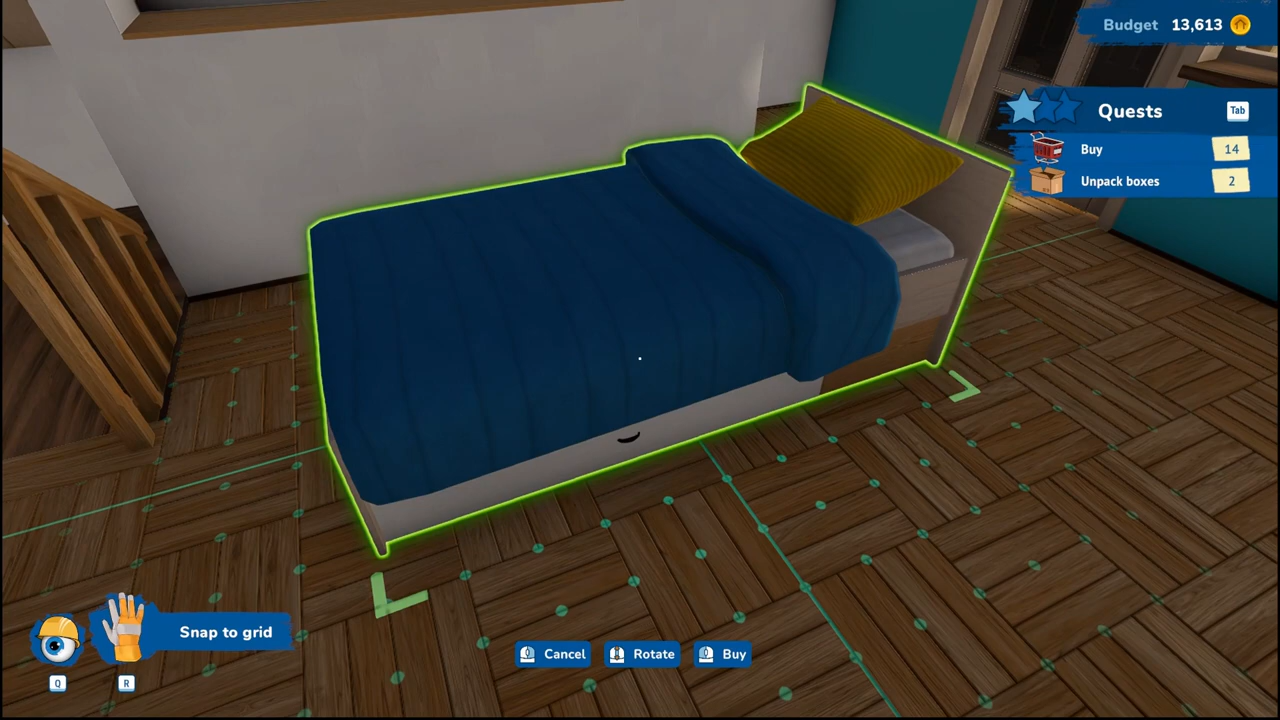 Budget 13,613
Quests Tab
Buy 14
Unpack boxes 2
Snap to grid
Q R
Cancel Rotate Buy